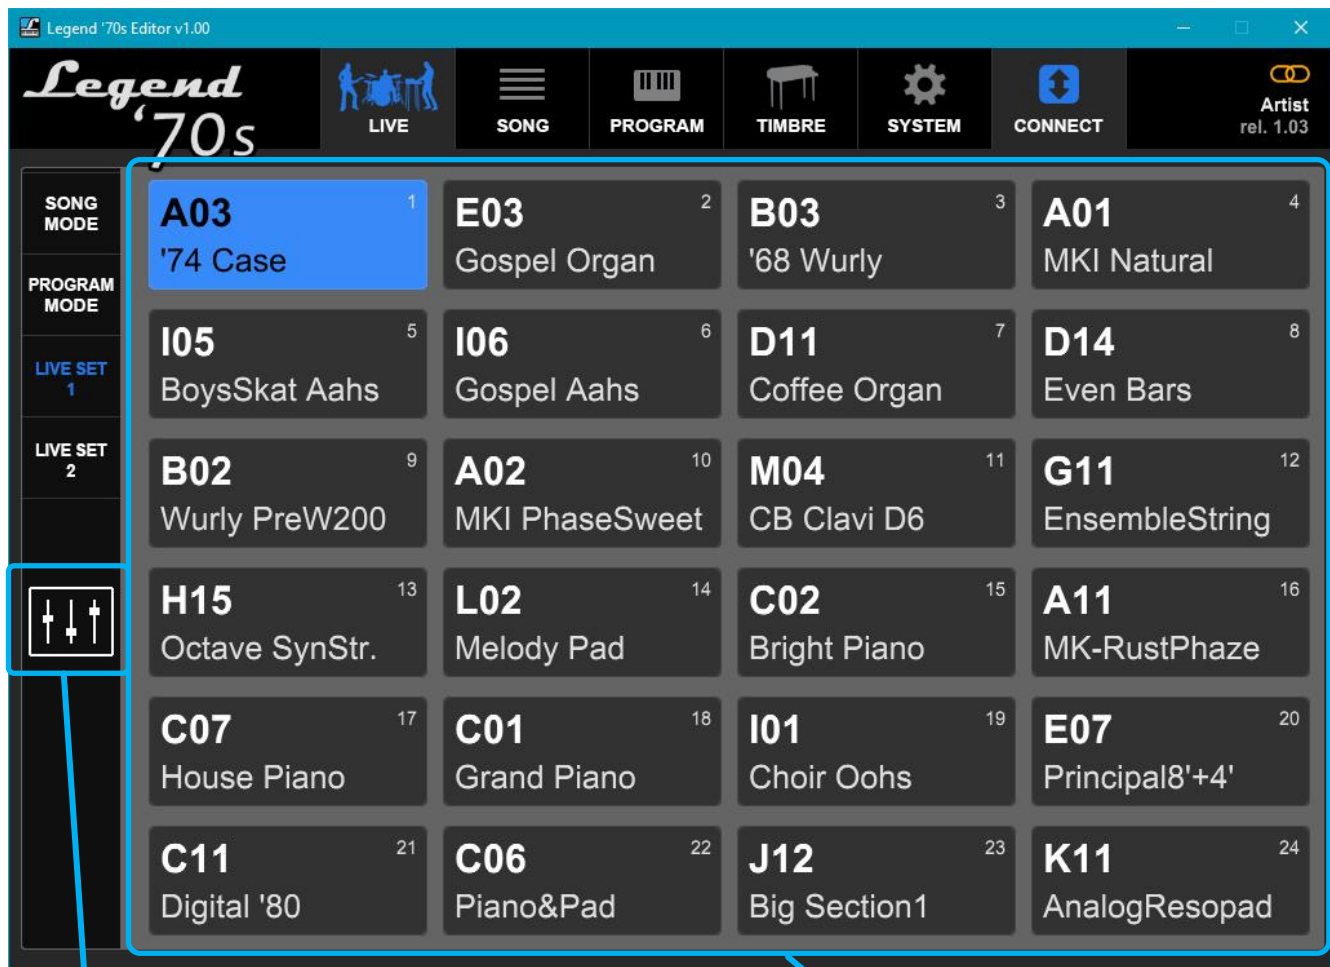 Legend '70s Editor v1.00
Legend '70s
LIVE
SONG
PROGRAM
TIMBRE
SYSTEM
CONNECT
Artist
rel. 1.03
SONG
MODE
PROGRAM
MODE
LIVE SET
1
LIVE SET
2
A03 1
'74 Case
E03 2
Gospel Organ
B03 3
'68 Wurly
A01 4
MKI Natural
I05 5
BoysSkat Aahs
I06 6
Gospel Aahs
D11 7
Coffee Organ
D14 8
Even Bars
B02 9
Wurly PreW200
A02 10
MKI PhaseSweet
M04 11
CB Clavi D6
G11 12
EnsembleString
H15 13
Octave SynStr.
L02 14
Melody Pad
C02 15
Bright Piano
A11 16
MK-RustPhaze
C07 17
House Piano
C01 18
Grand Piano
I01 19
Choir Oohs
E07 20
Principal8'+4'
C11 21
Digital '80
C06 22
Piano&Pad
J12 23
Big Section1
K11 24
AnalogResopad